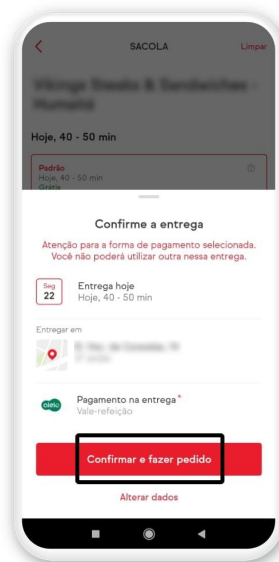 SACOLA
Limpar
Hoje, 40 - 50 min
Padrão
Hoje, 40 - 50 min
Grátis
Confirme a entrega
Atenção para a forma de pagamento selecionada.
Você não poderá utilizar outra nessa entrega.
Seg
22
Entrega hoje
Hoje, 40 - 50 min
Entregar em
alelo
Pagamento na entrega*
Vale-refeição
Confirmar e fazer pedido
Alterar dados